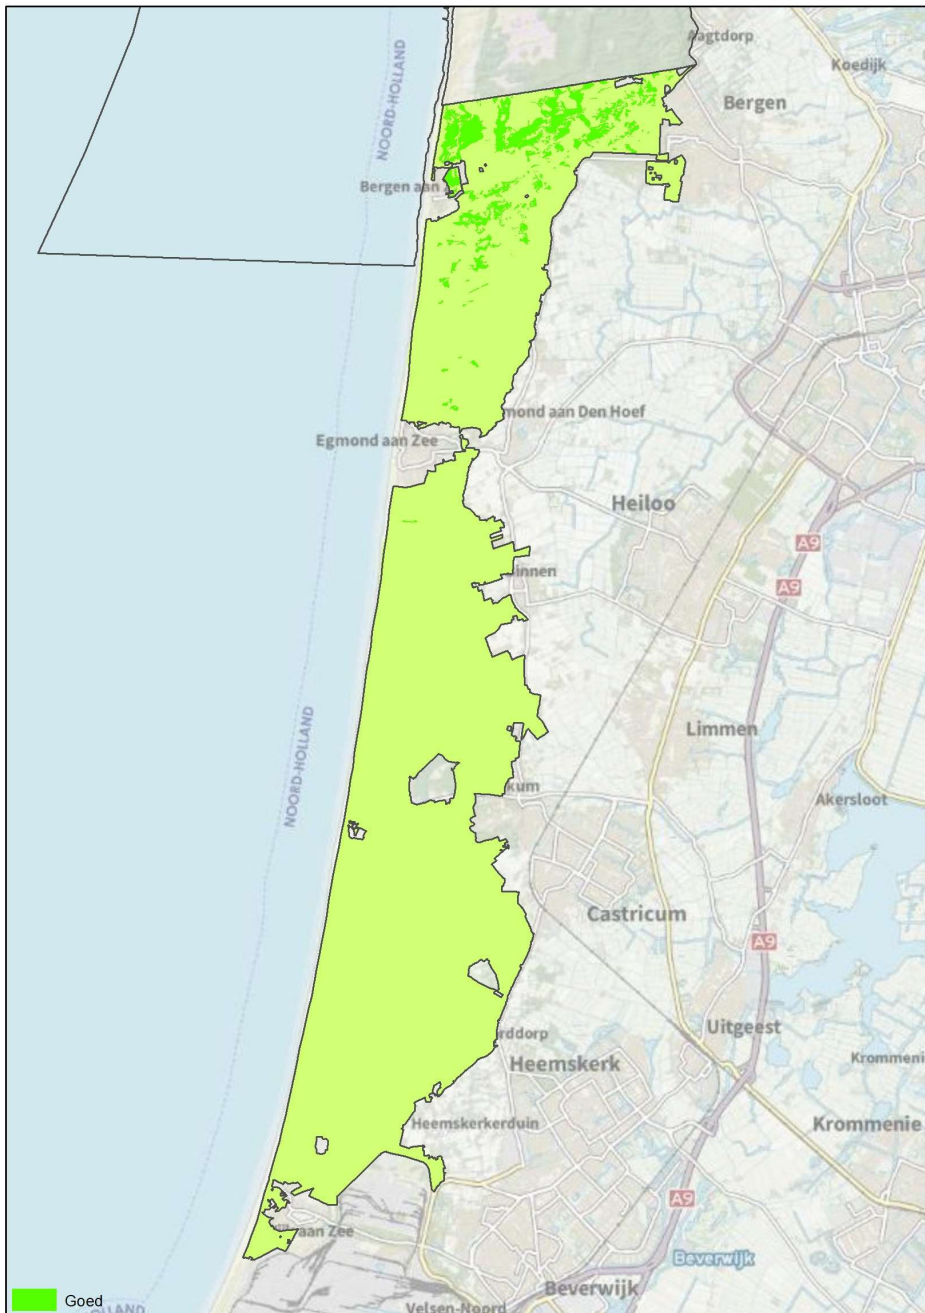 Aagtdorp
Koedijk
NOORD-HOLLAND
Bergen
Bergen aan
mond aan Den Hoef
Egmond aan Zee
Heiloo
A9
innen
A9
NOORD-HOLLAND
Limmen
kum
Akersloot
Castricum
A9
Uitgeest
rddorp
Heemskerk
Krommeni
Heemskerkerduin
Krommenie
A9
aan Zee
Beverwijk
Beverwijk
Goed
OLLAND
Velsen-Noord